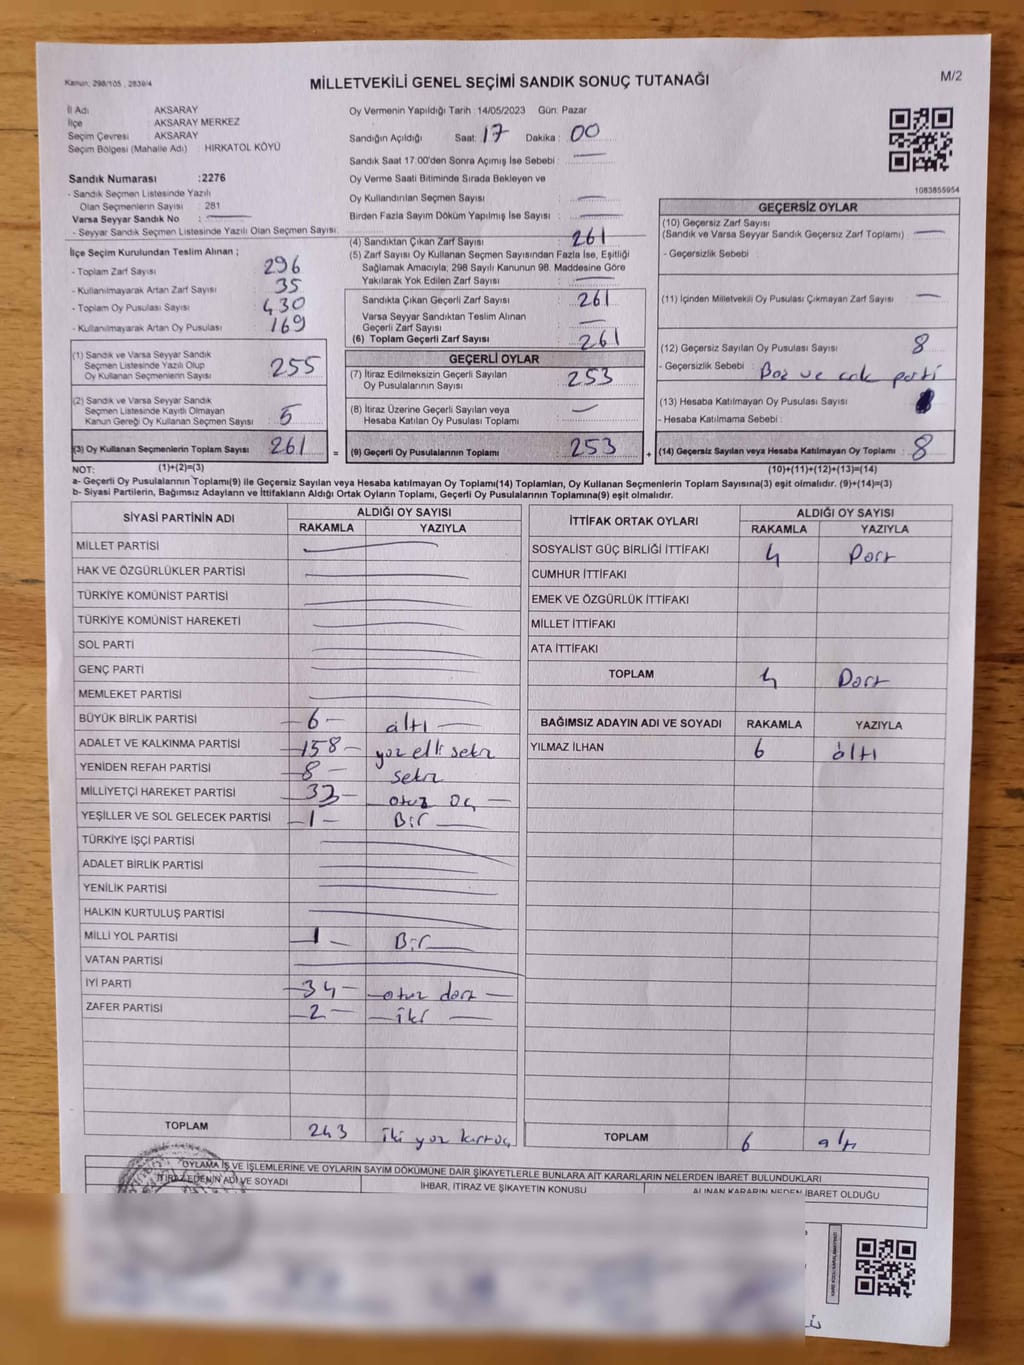 Kanun: 298/105, 2839/4
MİLLETVEKİLİ GENEL SEÇİMİ SANDIK SONUÇ TUTANAĞI
M/2
İl Adı AKSARAY
İlçe AKSARAY MERKEZ
Seçim Çevresi AKSARAY
Seçim Bölgesi (Mahalle Adı) : HIRKATOL KÖYÜ
Sandık Numarası :2276
- Sandık Seçmen Listesinde Yazılı
Olan Seçmenlerin Sayısı : 281
Varsa Seyyar Sandık No :
- Seyyar Sandık Seçmen Listesinde Yazılı Olan Seçmen Sayısı:
Oy Vermenin Yapıldığı Tarih : 14/05/2023 Gün: Pazar
Sandığın Açıldığı Saat: 17 Dakika : 00
Sandık Saat 17:00'den Sonra Açımış İse Sebebi :
Oy Verme Saati Bitiminde Sırada Bekleyen ve
Oy Kullandırılan Seçmen Sayısı :
Birden Fazla Sayım Döküm Yapılmış İse Sayısı :
1083855954
İlçe Seçim Kurulundan Teslim Alınan ;
- Toplam Zarf Sayısı : 296
- Kullanılmayarak Artan Zarf Sayısı : 35
- Toplam Oy Pusulası : 430
- Kullanılmayarak Artan Oy Pusulası : 169
(4) Sandıktan Çıkan Zarf Sayısı : 261
(5) Zarf Sayısı Oy Kullanan Seçmen Sayısından Fazla İse, Eşitliği
Sağlamak Amacıyla; 298 Sayılı Kanunun 98. Maddesine Göre
Yakılarak Yok Edilen Zarf Sayısı :
Sandıkta Çıkan Geçerli Zarf Sayısı : 261
Varsa Seyyar Sandıktan Teslim Alınan
Geçerli Zarf Sayısı :
(6) Toplam Geçerli Zarf Sayısı : 261
GEÇERSİZ OYLAR
(10) Geçersiz Zarf Sayısı
(Sandık ve Varsa Seyyar Sandık Geçersiz Zarf Toplamı) :
- Geçersizlik Sebebi :
(11) İçinden Milletvekili Oy Pusulası Çıkmayan Zarf Sayısı :
(12) Geçersiz Sayılan Oy Pusulası Sayısı : 8
- Geçersizlik Sebebi : Boz ve cok parti
(13) Hesaba Katılmayan Oy Pusulası Sayısı :
- Hesaba Katılmama Sebebi :
(1) Sandık ve Varsa Seyyar Sandık
Seçmen Listesinde Yazılı Olup
Oy Kullanan Seçmenlerin Sayısı : 255
(2) Sandık ve Varsa Seyyar Sandık
Seçmen Listesinde Kayıtlı Olmayan
Kanun Gereği Oy Kullanan Seçmen Sayısı : 5
GEÇERLİ OYLAR
(7) İtiraz Edilmeksizin Geçerli Sayılan
Oy Pusulalarının Sayısı : 253
(8) İtiraz Üzerine Geçerli Sayılan veya
Hesaba Katılan Oy Pusulası Toplamı :
(3) Oy Kullanan Seçmenlerin Toplam Sayısı : 261 = (9) Geçerli Oy Pusulalarının Toplamı : 253 + (14) Geçersiz Sayılan veya Hesaba Katılmayan Oy Toplamı : 8
NOT: (1)+(2)=(3) (10)+(11)+(12)+(13)=(14)
a- Geçerli Oy Pusulalarının Toplamı(9) ile Geçersiz Sayılan veya Hesaba katılmayan Oy Toplamı(14) Toplamları, Oy Kullanan Seçmenlerin Toplam Sayısına(3) eşit olmalıdır. (9)+(14)=(3)
b- Siyasi Partilerin, Bağımsız Adayların ve İttifakların Aldığı Ortak Oyların Toplamı, Geçerli Oy Pusulalarının Toplamına(9) eşit olmalıdır.
SİYASİ PARTİNİN ADI ALDIĞI OY SAYISI
RAKAMLA YAZIYLA
MİLLET PARTİSİ
HAK VE ÖZGÜRLÜKLER PARTİSİ
TÜRKİYE KOMÜNİST PARTİSİ
TÜRKİYE KOMÜNİST HAREKETİ
SOL PARTİ
GENÇ PARTİ
MEMLEKET PARTİSİ
BÜYÜK BİRLİK PARTİSİ 6 altı
ADALET VE KALKINMA PARTİSİ 158 yoz elli sekz
YENİDEN REFAH PARTİSİ 8 sekz
MİLLİYETÇİ HAREKET PARTİSİ 33 otuz üç
YEŞİLLER VE SOL GELECEK PARTİSİ 1 Bir
TÜRKİYE İŞÇİ PARTİSİ
ADALET BİRLİK PARTİSİ
YENİLİK PARTİSİ
HALKIN KURTULUŞ PARTİSİ
MİLLİ YOL PARTİSİ 1 Bir
VATAN PARTİSİ
İYİ PARTİ 34 otuz dört
ZAFER PARTİSİ 2 iki
TOPLAM 243 iki yoz kırk üç
İTTİFAK ORTAK OYLARI ALDIĞI OY SAYISI
RAKAMLA YAZIYLA
SOSYALİST GÜÇ BİRLİĞİ İTTİFAKI 4 Dört
CUMHUR İTTİFAKI
EMEK VE ÖZGÜRLÜK İTTİFAKI
MİLLET İTTİFAKI
ATA İTTİFAKI
TOPLAM 4 Dört
BAĞIMSIZ ADAYIN ADI VE SOYADI RAKAMLA YAZIYLA
YILMAZ İLHAN 6 altı
TOPLAM 6 altı
OYLAMA İŞ VE İŞLEMLERİNE VE OYLARIN SAYIM DÖKÜMÜNE DAİR ŞİKAYETLERLE BUNLARA AİT KARARLARIN NELERDEN İBARET BULUNDUKLARI
İTİRAZ EDENİN ADI VE SOYADI İHBAR, İTİRAZ VE ŞİKAYETİN KONUSU ALINAN KARARIN NEDEN İBARET OLDUĞU